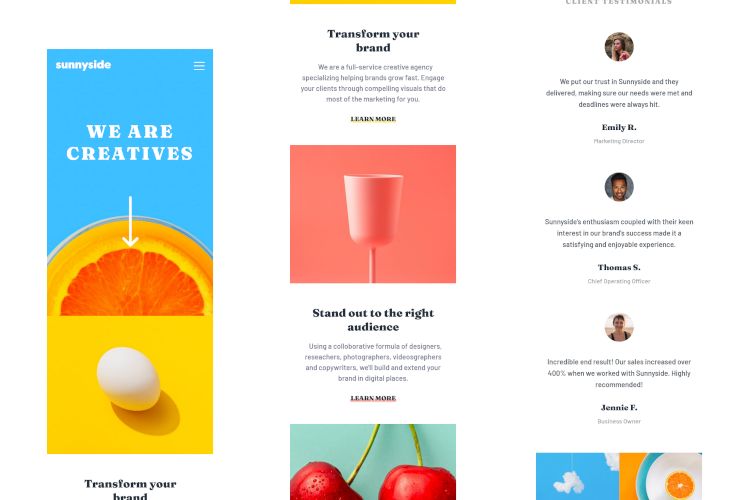 sunnyside
WE ARE
CREATIVES
Transform your
brand
Transform your
brand
We are a full-service creative agency
specializing helping brands grow fast. Engage
your clients through compelling visuals that do
most of the marketing for you.
LEARN MORE
Stand out to the right
audience
Using a colloborative formula of designers,
reseachers, photographers, videosgraphers
and copywriters, we'll build and extend your
brand in digital places.
LEARN MORE
CLIENT TESTIMONIALS
We put our trust in Sunnyside and they
delivered, making sure our needs were met and
deadlines were always hit.
Emily R.
Marketing Director
Sunnyside's enthusiasm coupled with their keen
interest in our brand's success made it a
satisfying and enjoyable experience.
Thomas S.
Chief Operating Officer
Incredible end result! Our sales increased over
400% when we worked with Sunnyside. Highly
recommended!
Jennie F.
Business Owner